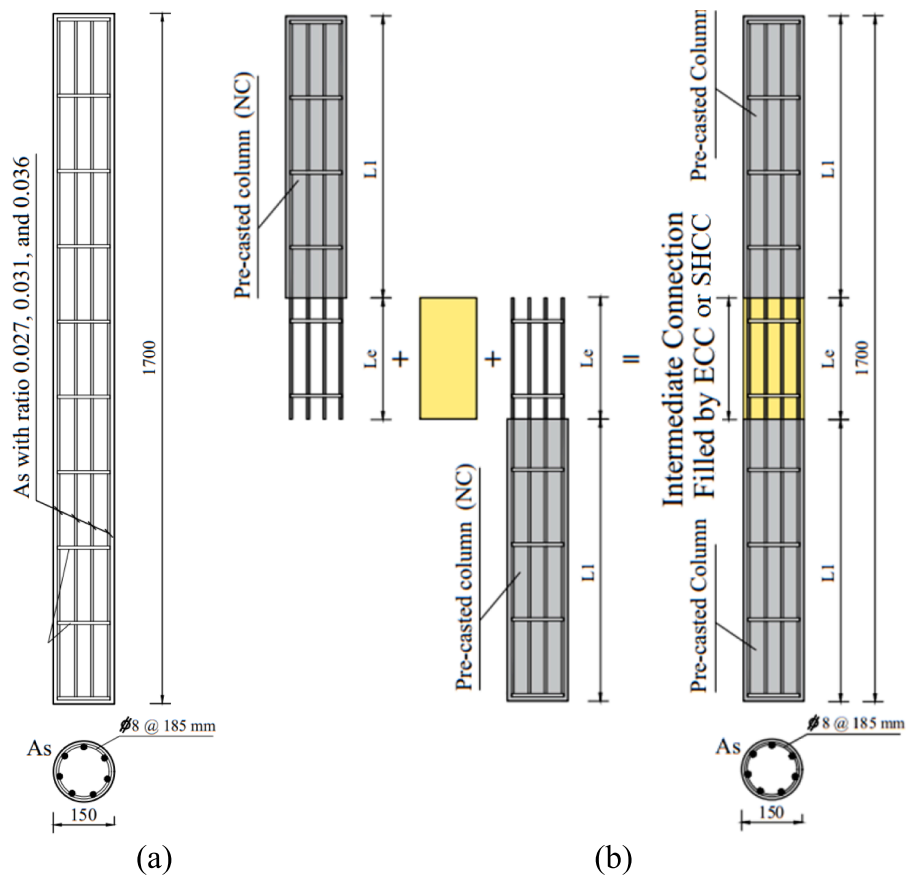 As with ratio 0.027, 0.031, and 0.036
1700
As
ϕ8 @ 185 mm
150
(a)
Pre-casted column (NC)
L1
Le
+
+
Le
=
Pre-casted column (NC)
L1
Intermediate Connection
Filled by ECC or SHCC
Pre-casted Column
L1
Le
1700
Pre-casted Column
L1
As
ϕ8 @ 185 mm
150
(b)